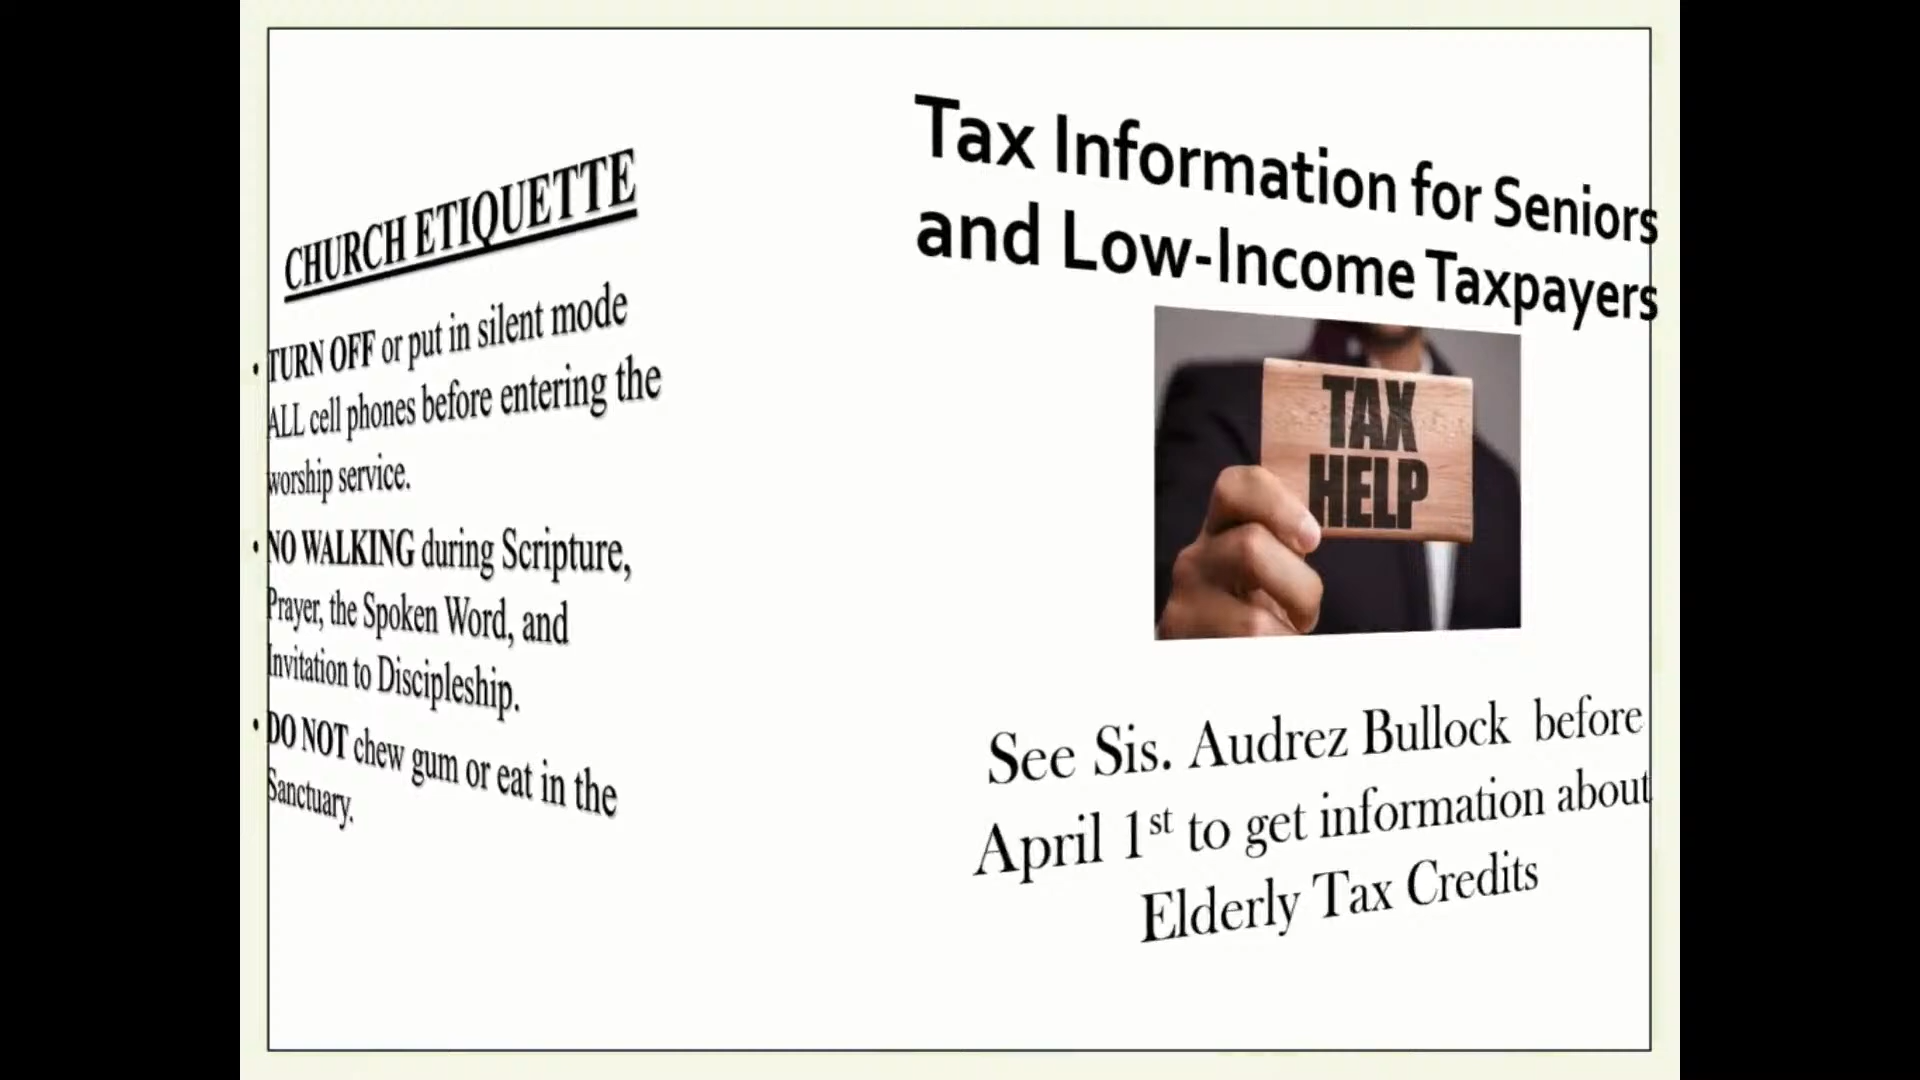 CHURCH ETIQUETTE
• TURN OFF or put in silent mode
ALL cell phones before entering the
worship service.
• NO WALKING during Scripture,
Prayer, the Spoken Word, and
Invitation to Discipleship.
• DO NOT chew gum or eat in the
Sanctuary.
Tax Information for Seniors
and Low-Income Taxpayers
TAX
HELP
See Sis. Audrez Bullock before
April 1st to get information about
Elderly Tax Credits